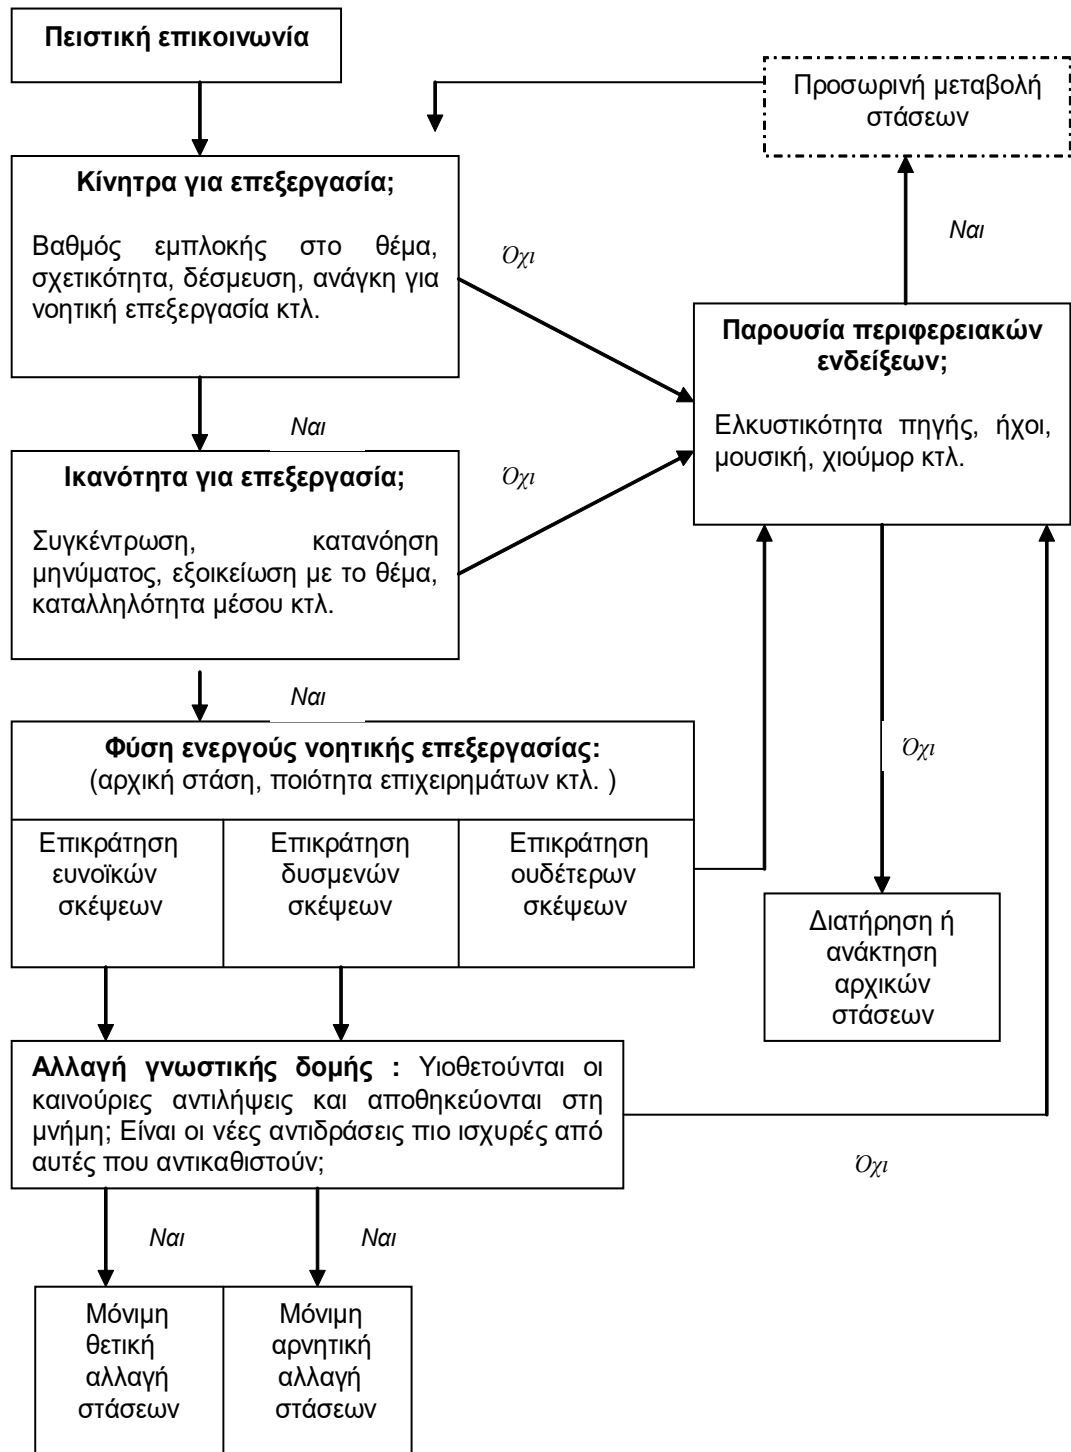 Πειστική επικοινωνία
Προσωρινή μεταβολή
στάσεων
Κίνητρα για επεξεργασία;
Βαθμός εμπλοκής στο θέμα,
σχετικότητα, δέσμευση, ανάγκη για
νοητική επεξεργασία κτλ.
Όχι
Ναι
Παρουσία περιφερειακών
ενδείξεων;
Ελκυστικότητα πηγής, ήχοι,
μουσική, χιούμορ κτλ.
Ναι
Ικανότητα για επεξεργασία;
Συγκέντρωση, κατανόηση
μηνύματος, εξοικείωση με το θέμα,
καταλληλότητα μέσου κτλ.
Όχι
Ναι
Φύση ενεργούς νοητικής επεξεργασίας:
(αρχική στάση, ποιότητα επιχειρημάτων κτλ. )
Όχι
Επικράτηση
ευνοϊκών
σκέψεων
Επικράτηση
δυσμενών
σκέψεων
Επικράτηση
ουδέτερων
σκέψεων
Διατήρηση ή
ανάκτηση
αρχικών
στάσεων
Αλλαγή γνωστικής δομής : Υιοθετούνται οι
καινούριες αντιλήψεις και αποθηκεύονται στη
μνήμη; Είναι οι νέες αντιδράσεις πιο ισχυρές από
αυτές που αντικαθιστούν;
Όχι
Ναι
Ναι
Μόνιμη
θετική
αλλαγή
στάσεων
Μόνιμη
αρνητική
αλλαγή
στάσεων